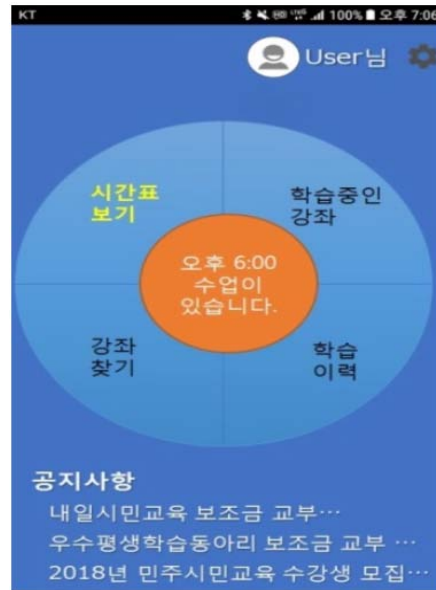 KT
100% 오후 7:06
User님
시간표
보기
학습중인
강좌
오후 6:00
수업이
있습니다.
강좌
찾기
학습
이력
공지사항
내일시민교육 보조금 교부…
우수평생학습동아리 보조금 교부 …
2018년 민주시민교육 수강생 모집…